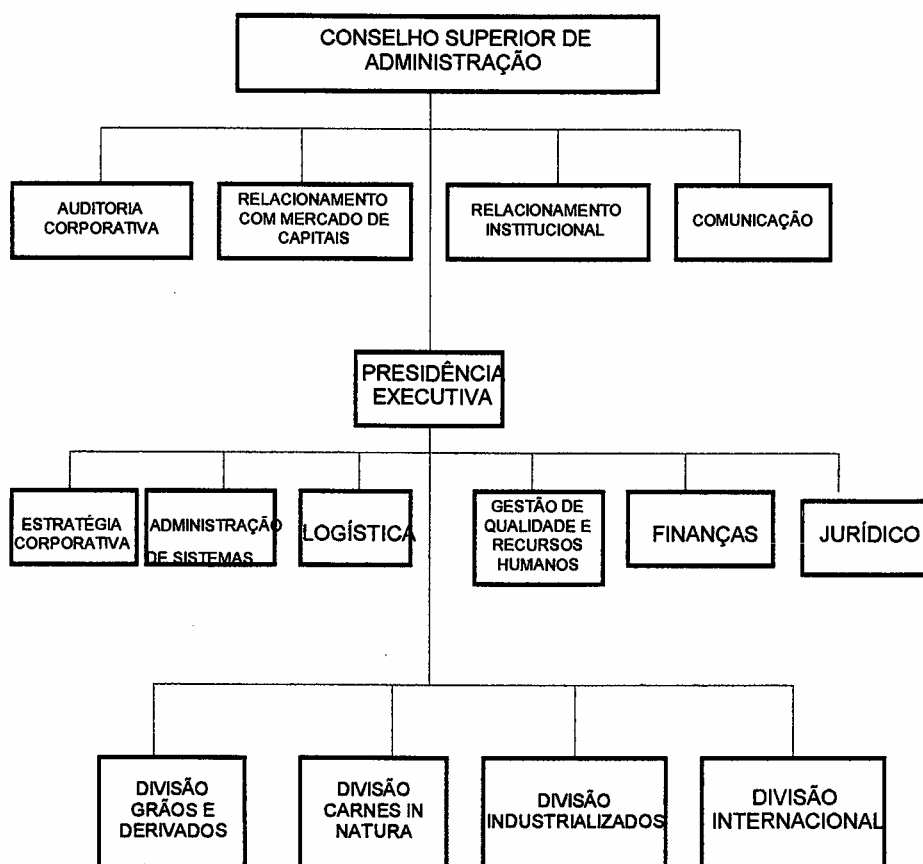 CONSELHO SUPERIOR DE
ADMINISTRAÇÃO
AUDITORIA
CORPORATIVA
RELACIONAMENTO
COM MERCADO DE
CAPITAIS
RELACIONAMENTO
INSTITUCIONAL
COMUNICAÇÃO
PRESIDÊNCIA
EXECUTIVA
ESTRATÉGIA
CORPORATIVA
ADMINISTRAÇÃO
DE SISTEMAS
LOGÍSTICA
GESTÃO DE
QUALIDADE E
RECURSOS
HUMANOS
FINANÇAS
JURÍDICO
DIVISÃO
GRÃOS E
DERIVADOS
DIVISÃO
CARNES IN
NATURA
DIVISÃO
INDUSTRIALIZADOS
DIVISÃO
INTERNACIONAL